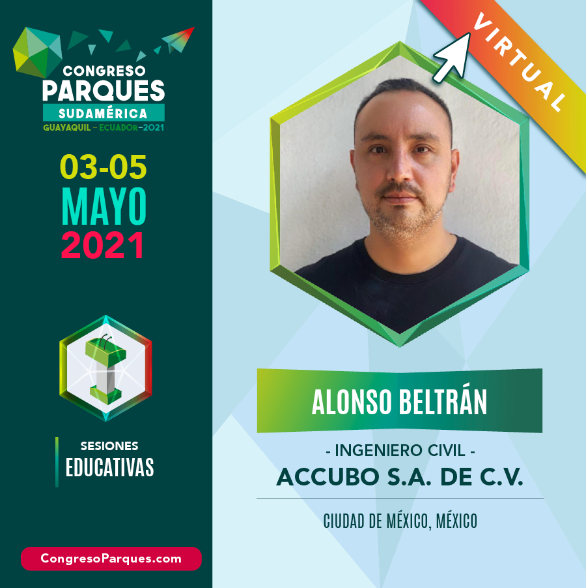 CONGRESO
PARQUES
SUDAMÉRICA
GUAYAQUIL - ECUADOR - 2021
03-05
MAYO
2021
SESIONES
EDUCATIVAS
CongresoParques.com
VIRTUAL
ALONSO BELTRÁN
- INGENIERO CIVIL -
ACCUBO S.A. DE C.V.
CIUDAD DE MÉXICO, MÉXICO